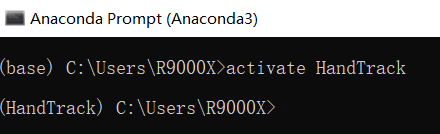 Anaconda Prompt (Anaconda3)
(base) C:\Users\R9000X>activate HandTrack
(HandTrack) C:\Users\R9000X>